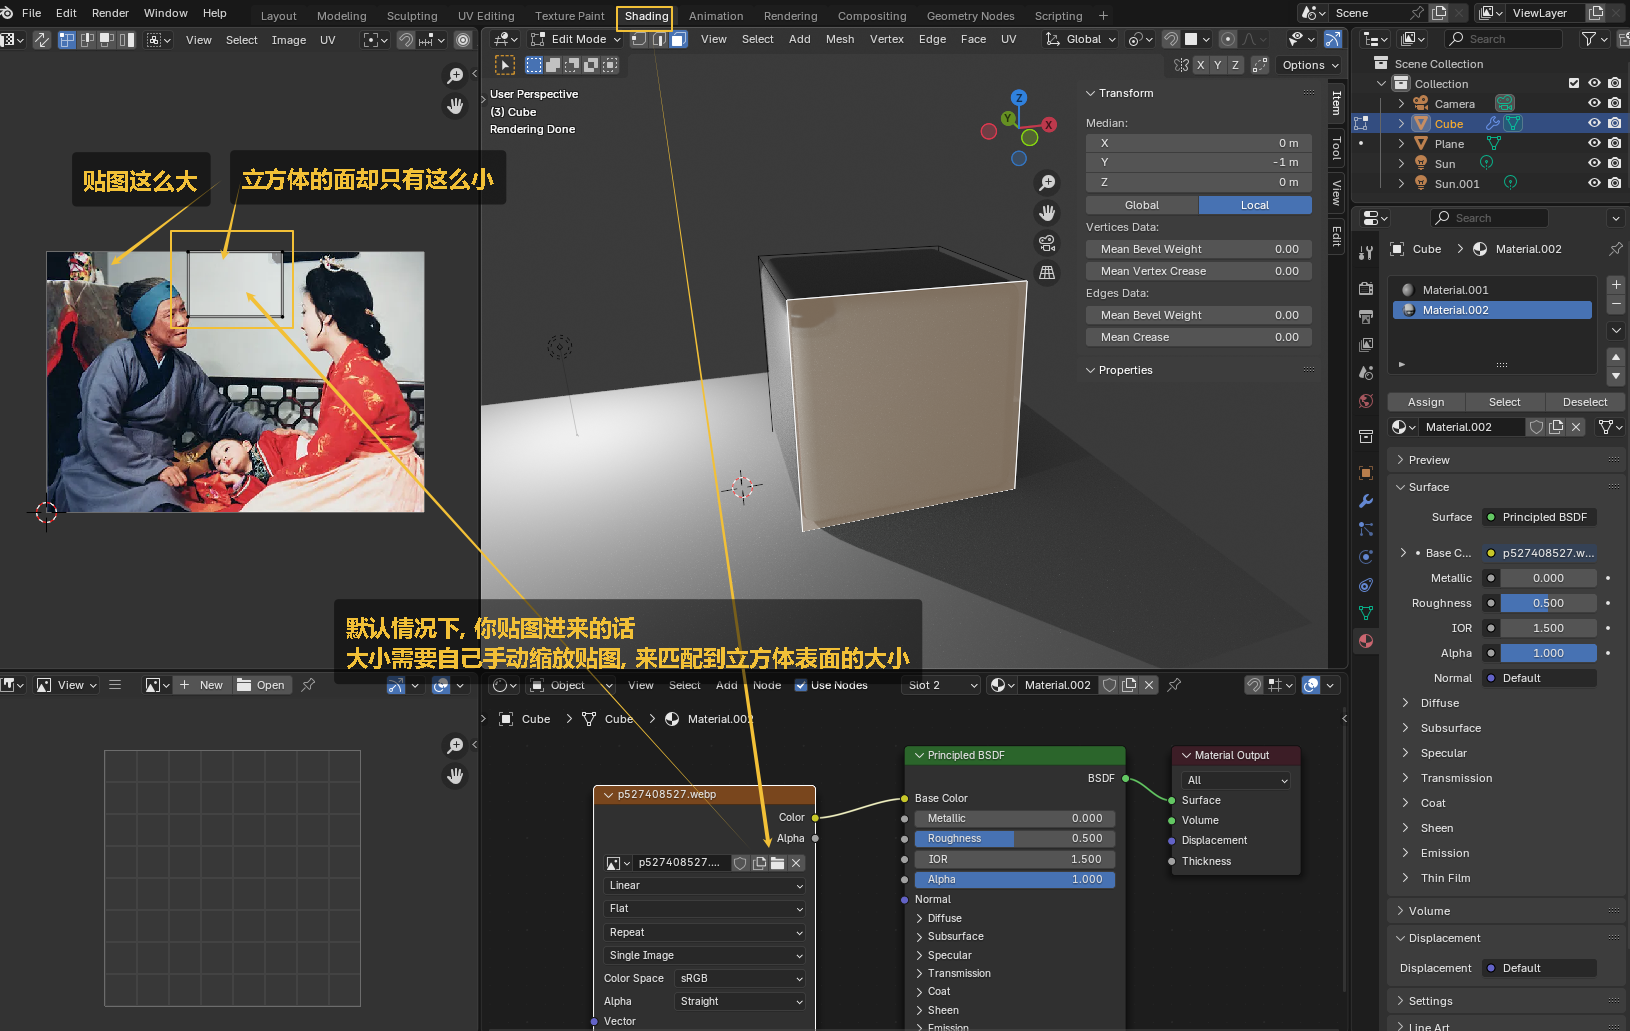 File Edit Render Window Help
Layout Modeling Sculpting UV Editing Texture Paint Shading Animation Rendering Compositing Geometry Nodes Scripting +
Scene
ViewLayer
View Select Image UV
Edit Mode View Select Add Mesh Vertex Edge Face UV Global
X Y Z Options
User Perspective
(3) Cube
Rendering Done
Z
Y
X
Transform
Median:
X 0 m
Y -1 m
Z 0 m
Global Local
Vertices Data:
Mean Bevel Weight 0.00
Mean Vertex Crease 0.00
Edges Data:
Mean Bevel Weight 0.00
Mean Crease 0.00
Properties
Item
Tool
View
Edit
贴图这么大
立方体的面却只有这么小
默认情况下, 你贴图进来的话
大小需要自己手动缩放贴图, 来匹配到立方体表面的大小
Search
Scene Collection
Collection
Camera
Cube
Plane
Sun
Sun.001
Search
Cube > Material.002
Material.001
Material.002
Assign Select Deselect
Material.002
Preview
Surface
Surface Principled BSDF
Base C... p527408527.w...
Metallic 0.000
Roughness 0.500
IOR 1.500
Alpha 1.000
Normal Default
Diffuse
Subsurface
Specular
Transmission
Coat
Sheen
Emission
Thin Film
Volume
Displacement
Displacement Default
Settings
Line Art
View New Open
Object View Select Add Node Use Nodes Slot 2 Material.002
Cube > Cube > Material.002
p527408527.webp
Color
Alpha
p527408527....
Linear
Flat
Repeat
Single Image
Color Space sRGB
Alpha Straight
Vector
Principled BSDF
BSDF
Base Color
Metallic 0.000
Roughness 0.500
IOR 1.500
Alpha 1.000
Normal
Diffuse
Subsurface
Specular
Transmission
Coat
Sheen
Emission
Material Output
All
Surface
Volume
Displacement
Thickness